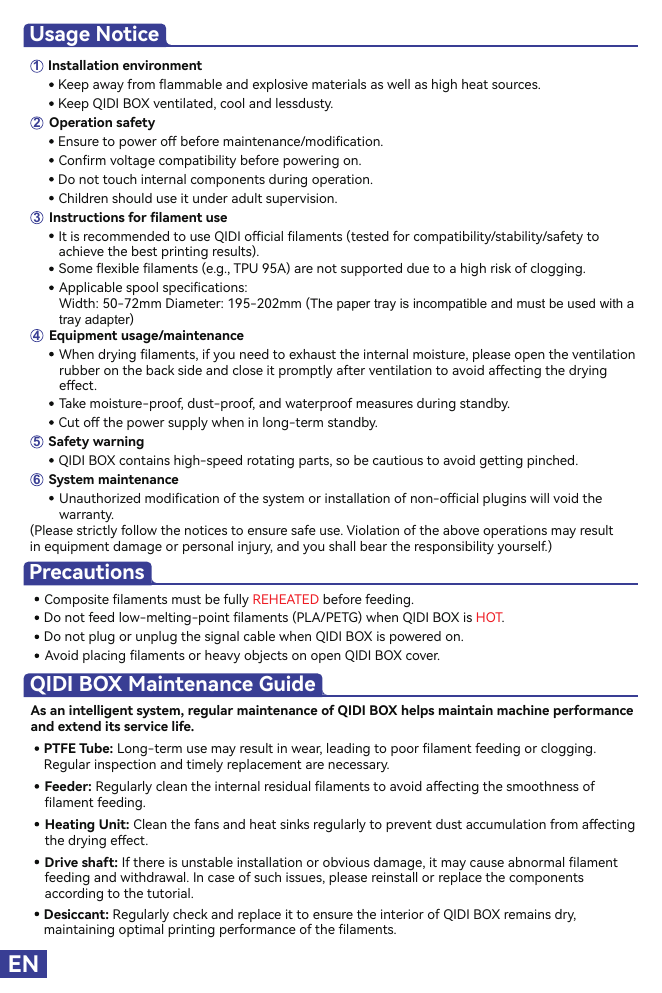 Usage Notice
① Installation environment
• Keep away from flammable and explosive materials as well as high heat sources.
• Keep QIDI BOX ventilated, cool and lessdusty.
② Operation safety
• Ensure to power off before maintenance/modification.
• Confirm voltage compatibility before powering on.
• Do not touch internal components during operation.
• Children should use it under adult supervision.
③ Instructions for filament use
• It is recommended to use QIDI official filaments (tested for compatibility/stability/safety to
achieve the best printing results).
• Some flexible filaments (e.g., TPU 95A) are not supported due to a high risk of clogging.
• Applicable spool specifications:
Width: 50-72mm Diameter: 195-202mm (The paper tray is incompatible and must be used with a
tray adapter)
④ Equipment usage/maintenance
• When drying filaments, if you need to exhaust the internal moisture, please open the ventilation
rubber on the back side and close it promptly after ventilation to avoid affecting the drying
effect.
• Take moisture-proof, dust-proof, and waterproof measures during standby.
• Cut off the power supply when in long-term standby.
⑤ Safety warning
• QIDI BOX contains high-speed rotating parts, so be cautious to avoid getting pinched.
⑥ System maintenance
• Unauthorized modification of the system or installation of non-official plugins will void the
warranty.
(Please strictly follow the notices to ensure safe use. Violation of the above operations may result
in equipment damage or personal injury, and you shall bear the responsibility yourself.)
Precautions
• Composite filaments must be fully REHEATED before feeding.
• Do not feed low-melting-point filaments (PLA/PETG) when QIDI BOX is HOT.
• Do not plug or unplug the signal cable when QIDI BOX is powered on.
• Avoid placing filaments or heavy objects on open QIDI BOX cover.
QIDI BOX Maintenance Guide
As an intelligent system, regular maintenance of QIDI BOX helps maintain machine performance
and extend its service life.
• PTFE Tube: Long-term use may result in wear, leading to poor filament feeding or clogging.
Regular inspection and timely replacement are necessary.
• Feeder: Regularly clean the internal residual filaments to avoid affecting the smoothness of
filament feeding.
• Heating Unit: Clean the fans and heat sinks regularly to prevent dust accumulation from affecting
the drying effect.
• Drive shaft: If there is unstable installation or obvious damage, it may cause abnormal filament
feeding and withdrawal. In case of such issues, please reinstall or replace the components
according to the tutorial.
• Desiccant: Regularly check and replace it to ensure the interior of QIDI BOX remains dry,
maintaining optimal printing performance of the filaments.
EN